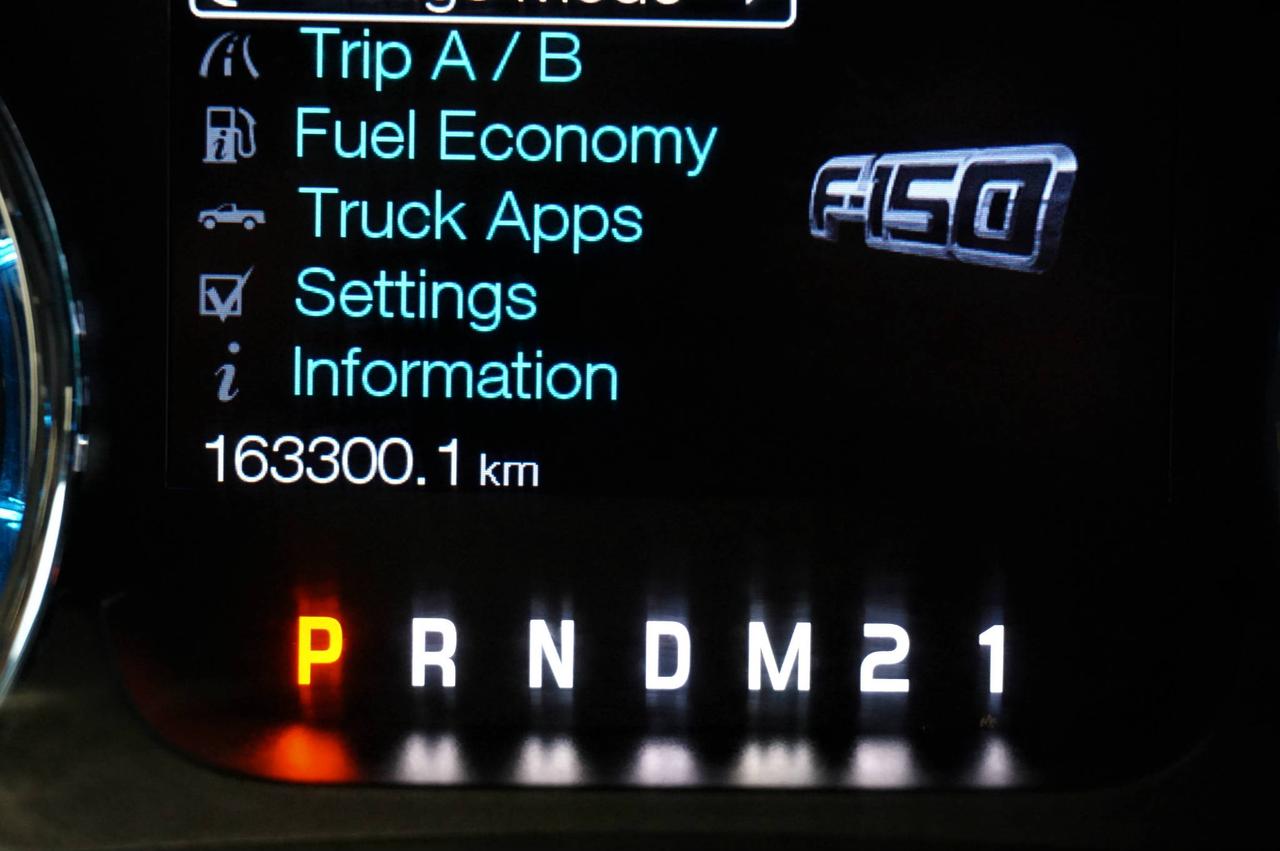 Trip A / B
Fuel Economy
F-150
Truck Apps
Settings
i Information
163300.1 km
P R N D M 2 1